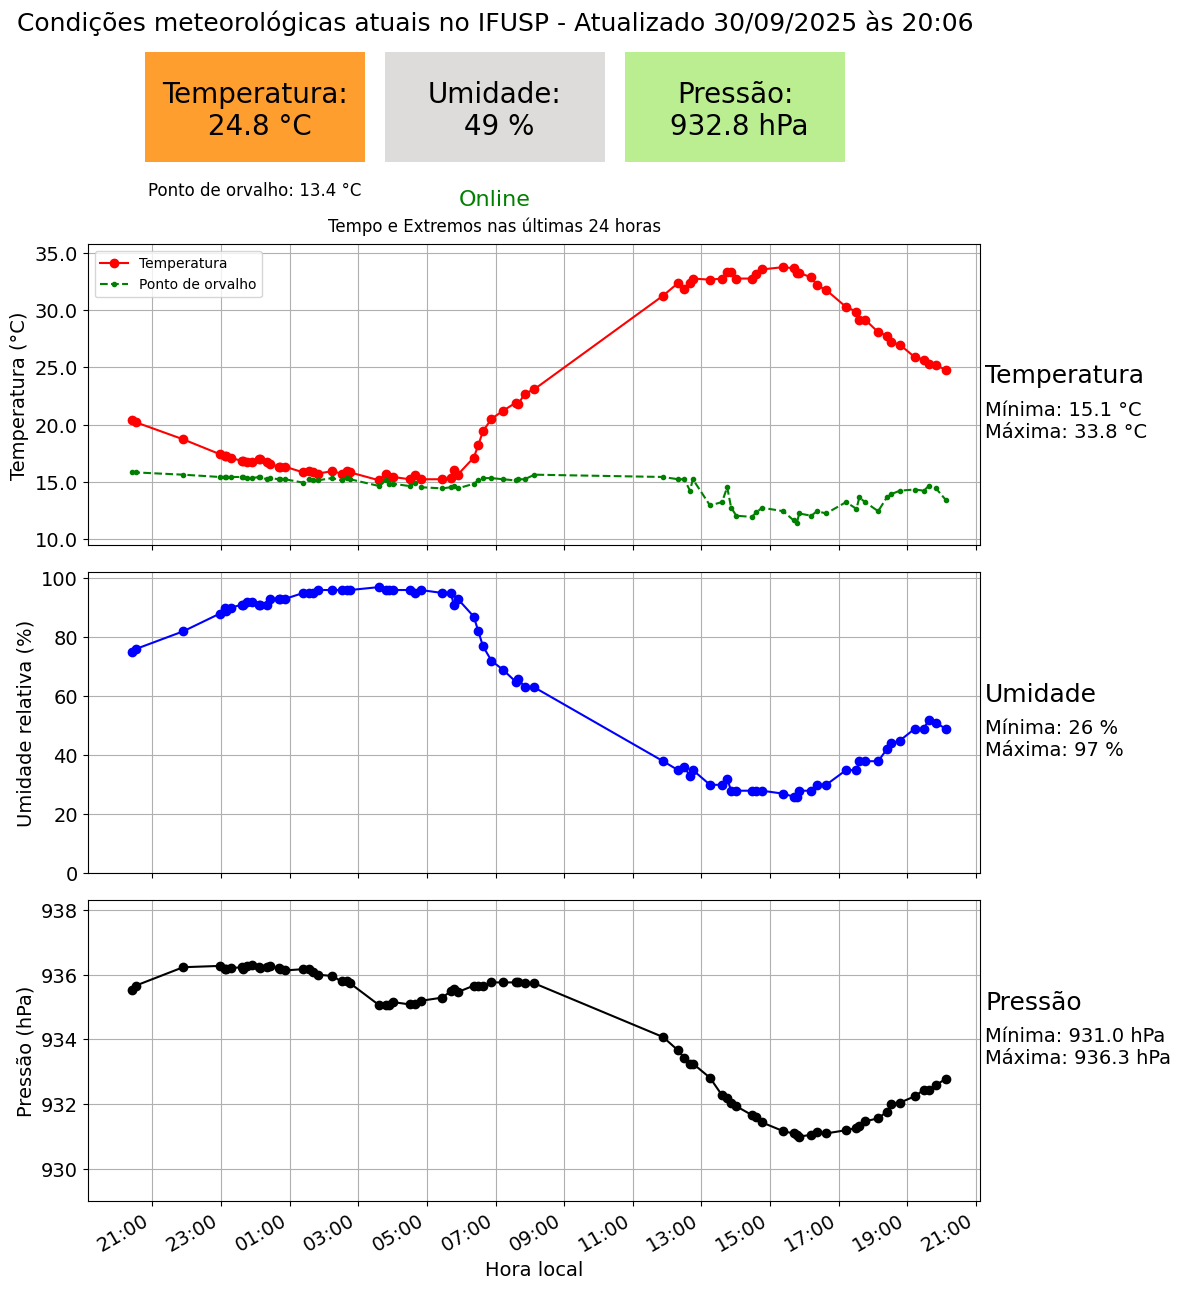 Condições meteorológicas atuais no IFUSP - Atualizado 30/09/2025 às 20:06
Temperatura:
24.8 °C
Umidade:
49 %
Pressão:
932.8 hPa
Ponto de orvalho: 13.4 °C
Online
Tempo e Extremos nas últimas 24 horas
Temperatura
Ponto de orvalho
Temperatura (°C)
35.0
30.0
25.0
20.0
15.0
10.0
Temperatura
Mínima: 15.1 °C
Máxima: 33.8 °C
Umidade relativa (%)
100
80
60
40
20
0
Umidade
Mínima: 26 %
Máxima: 97 %
Pressão (hPa)
938
936
934
932
930
Pressão
Mínima: 931.0 hPa
Máxima: 936.3 hPa
21:00
23:00
01:00
03:00
05:00
07:00
09:00
11:00
13:00
15:00
17:00
19:00
21:00
Hora local